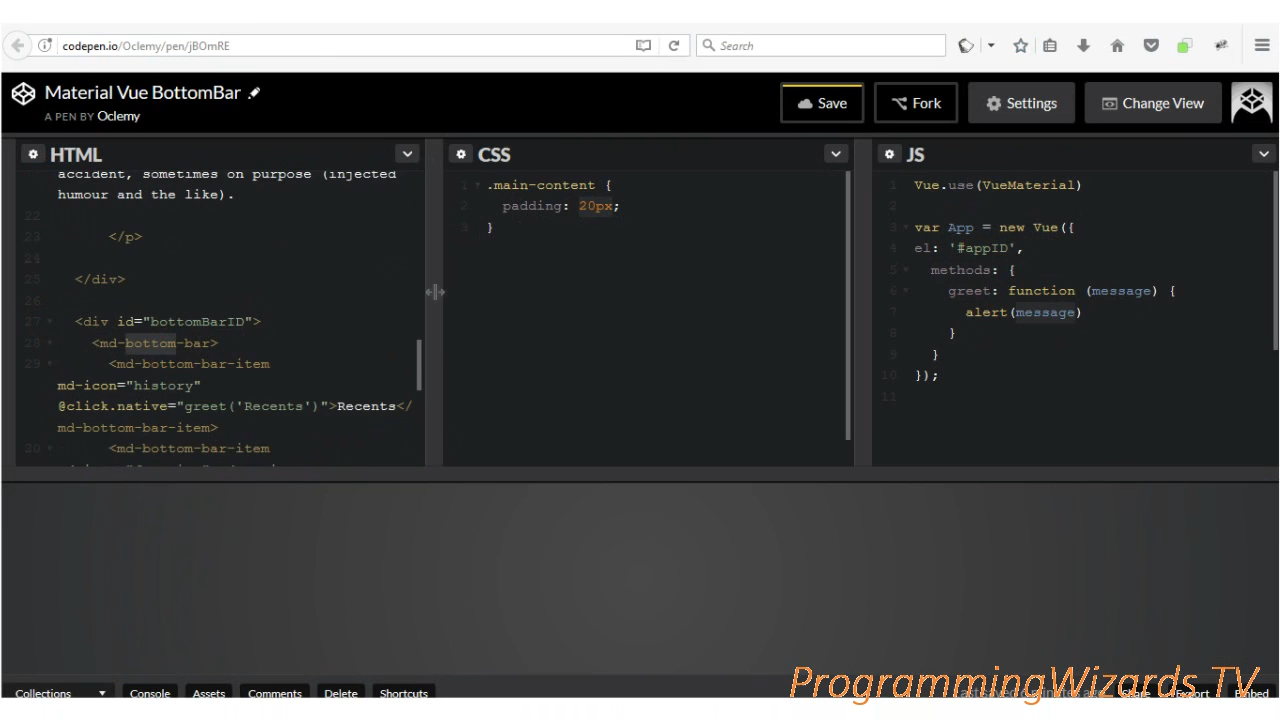 codepen.io/Oclemy/pen/jBOmRE
Search
Material Vue BottomBar
A PEN BY Oclemy
Save
Fork
Settings
Change View
HTML
accident, sometimes on purpose (injected
humour and the like).
22
23 </p>
24
25 </div>
26
27 <div id="bottomBarID">
28 <md-bottom-bar>
29 <md-bottom-bar-item
md-icon="history"
@click.native="greet('Recents')">Recents</
md-bottom-bar-item>
30 <md-bottom-bar-item
CSS
1 .main-content {
2 padding: 20px;
3 }
JS
1 Vue.use(VueMaterial)
2
3 var App = new Vue({
4 el: '#appID',
5 methods: {
6 greet: function (message) {
7 alert(message)
8 }
9 }
10 });
11
Collections
Console
Assets
Comments
Delete
Shortcuts
ProgrammingWizards TV
Share
Export
Embed